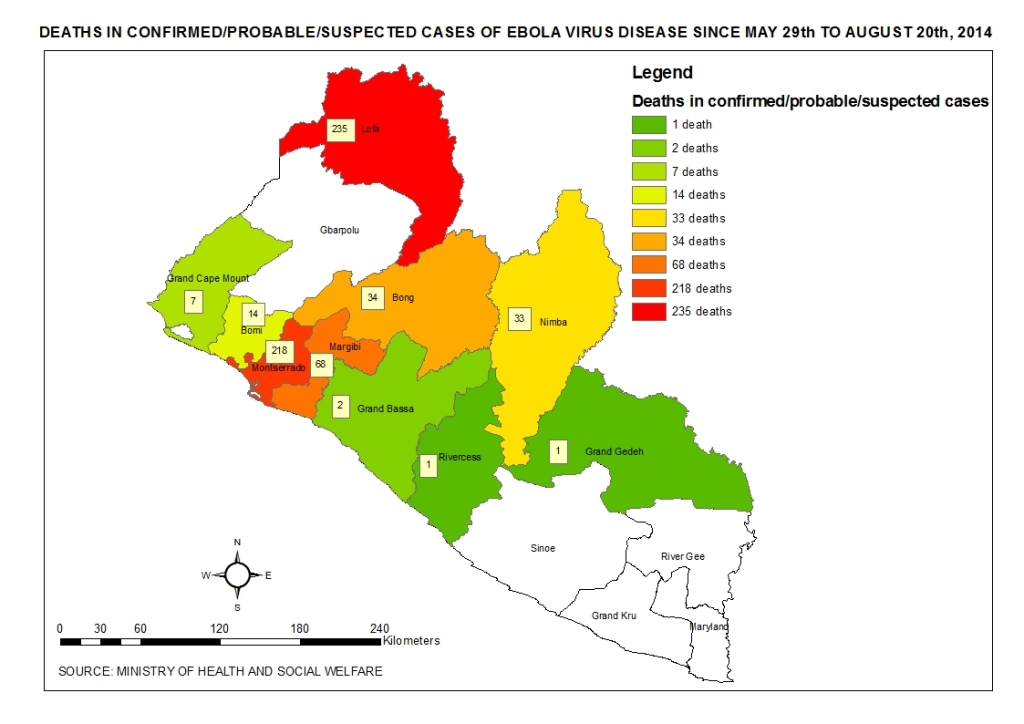 DEATHS IN CONFIRMED/PROBABLE/SUSPECTED CASES OF EBOLA VIRUS DISEASE SINCE MAY 29th TO AUGUST 20th, 2014
Legend
Deaths in confirmed/probable/suspected cases
1 death
2 deaths
7 deaths
14 deaths
33 deaths
34 deaths
68 deaths
218 deaths
235 deaths
235 Lofa
Gbarpolu
Grand Cape Mount
7
14
Bomi
34 Bong
33 Nimba
218
Montserrado
Margibi
68
2 Grand Bassa
1 Rivercess
1 Grand Gedeh
Sinoe
River Gee
Grand Kru
Maryland
N
W E
S
0 30 60 120 180 240
Kilometers
SOURCE: MINISTRY OF HEALTH AND SOCIAL WELFARE